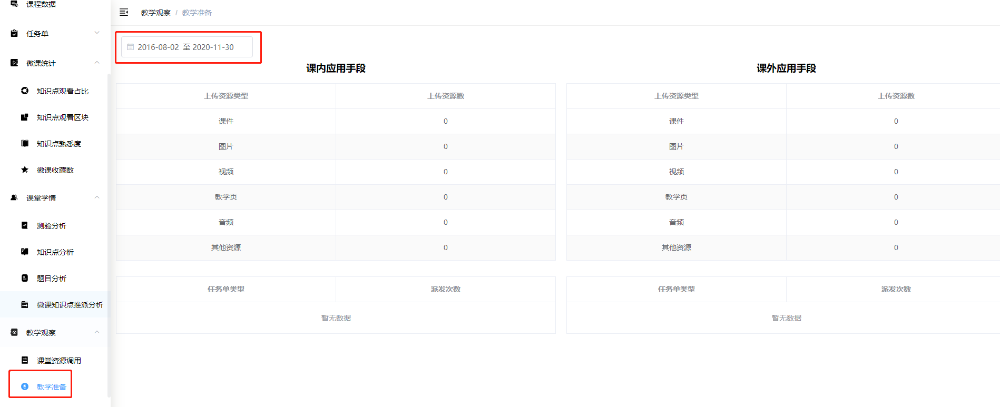 课程数据
任务单
微课统计
知识点观看占比
知识点观看区块
知识点熟悉度
微课收藏数
课堂学情
测验分析
知识点分析
题目分析
微课知识点推派分析
教学观察
课堂资源调用
教学准备
教学观察 / 教学准备
2016-08-02 至 2020-11-30
课内应用手段
上传资源类型 上传资源数
课件 0
图片 0
视频 0
教学页 0
音频 0
其他资源 0
任务单类型 派发次数
暂无数据
课外应用手段
上传资源类型 上传资源数
课件 0
图片 0
视频 0
教学页 0
音频 0
其他资源 0
任务单类型 派发次数
暂无数据